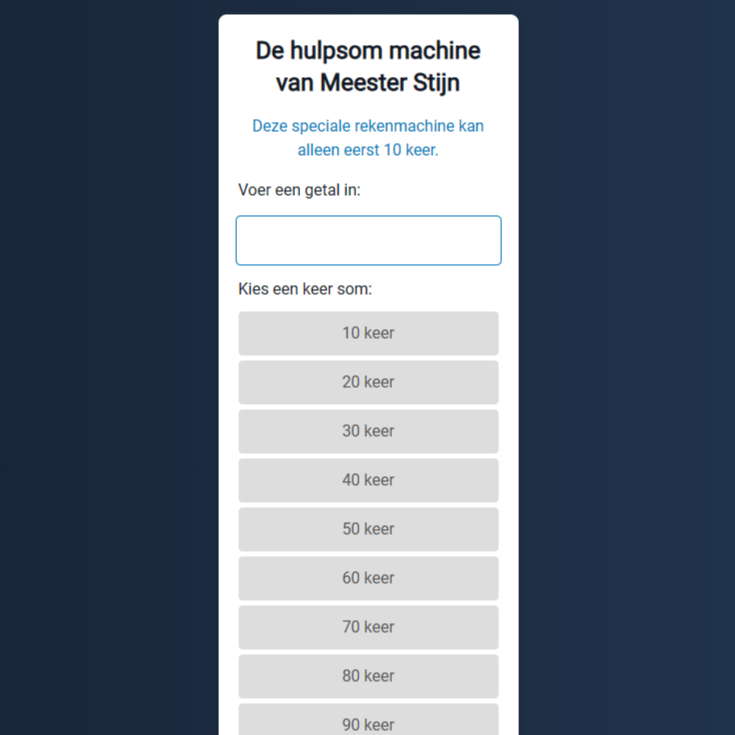 De hulpsom machine
van Meester Stijn
Deze speciale rekenmachine kan
alleen eerst 10 keer.
Voer een getal in:
Kies een keer som:
10 keer
20 keer
30 keer
40 keer
50 keer
60 keer
70 keer
80 keer
90 keer